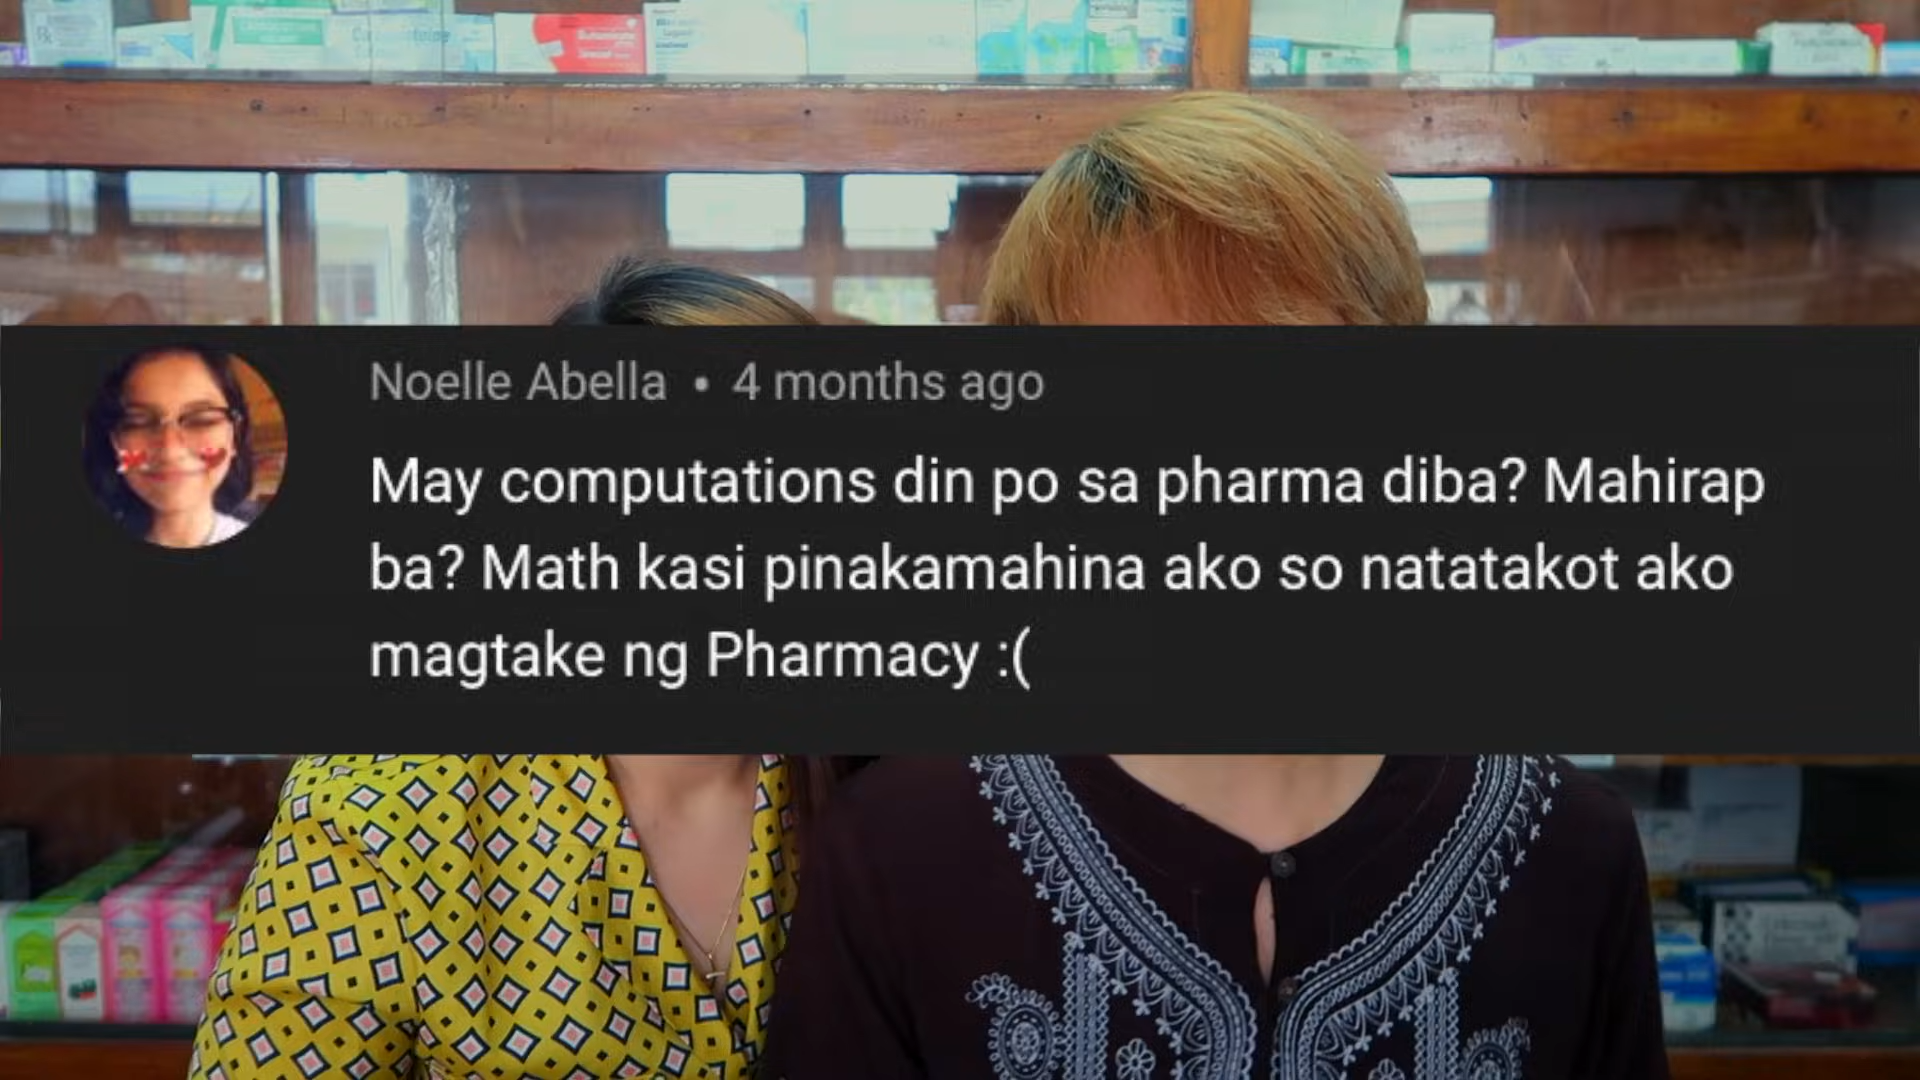 Noelle Abella • 4 months ago
May computations din po sa pharma diba? Mahirap
ba? Math kasi pinakamahina ako so natatakot ako
magtake ng Pharmacy :(